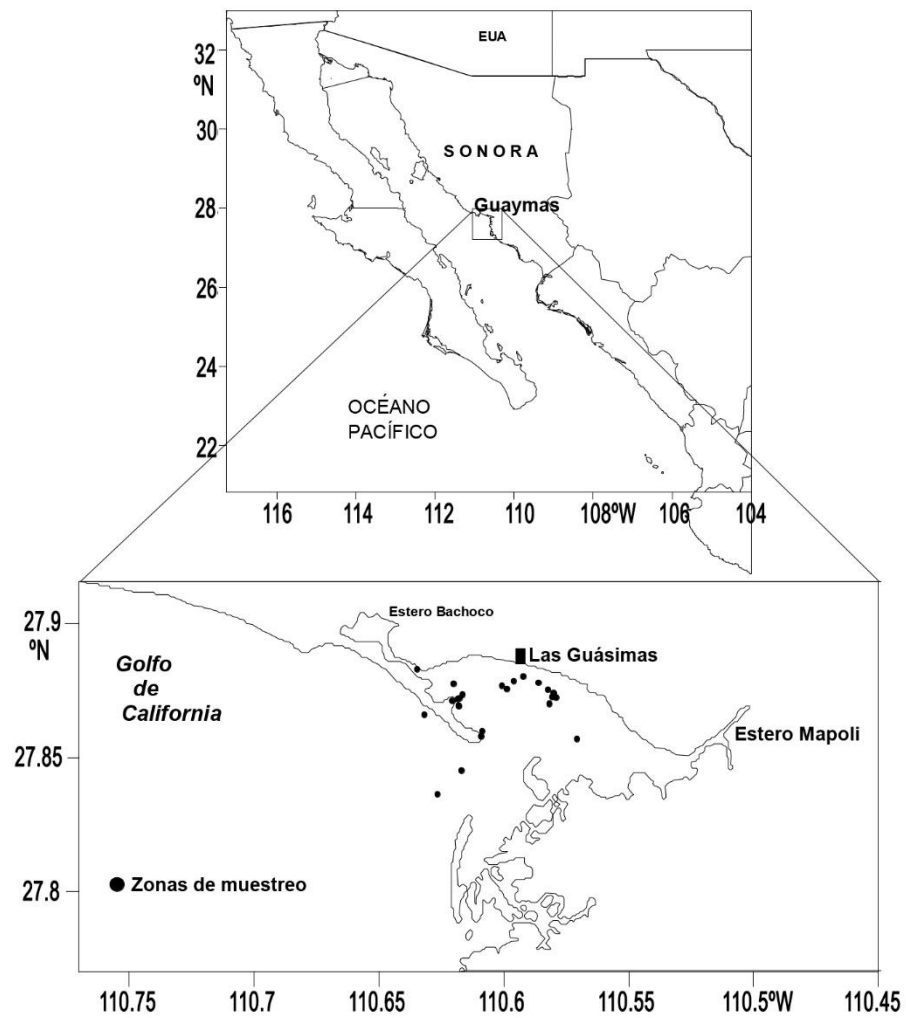 EUA
32
ºN
30
S O N O R A
28
Guaymas
26
24
OCÉANO
PACÍFICO
22
116 114 112 110 108ºW 106 104
27.9
ºN
Estero Bachoco
Las Guásimas
Golfo
de
California
Estero Mapoli
27.85
27.8
Zonas de muestreo
110.75 110.7 110.65 110.6 110.55 110.5ºW 110.45